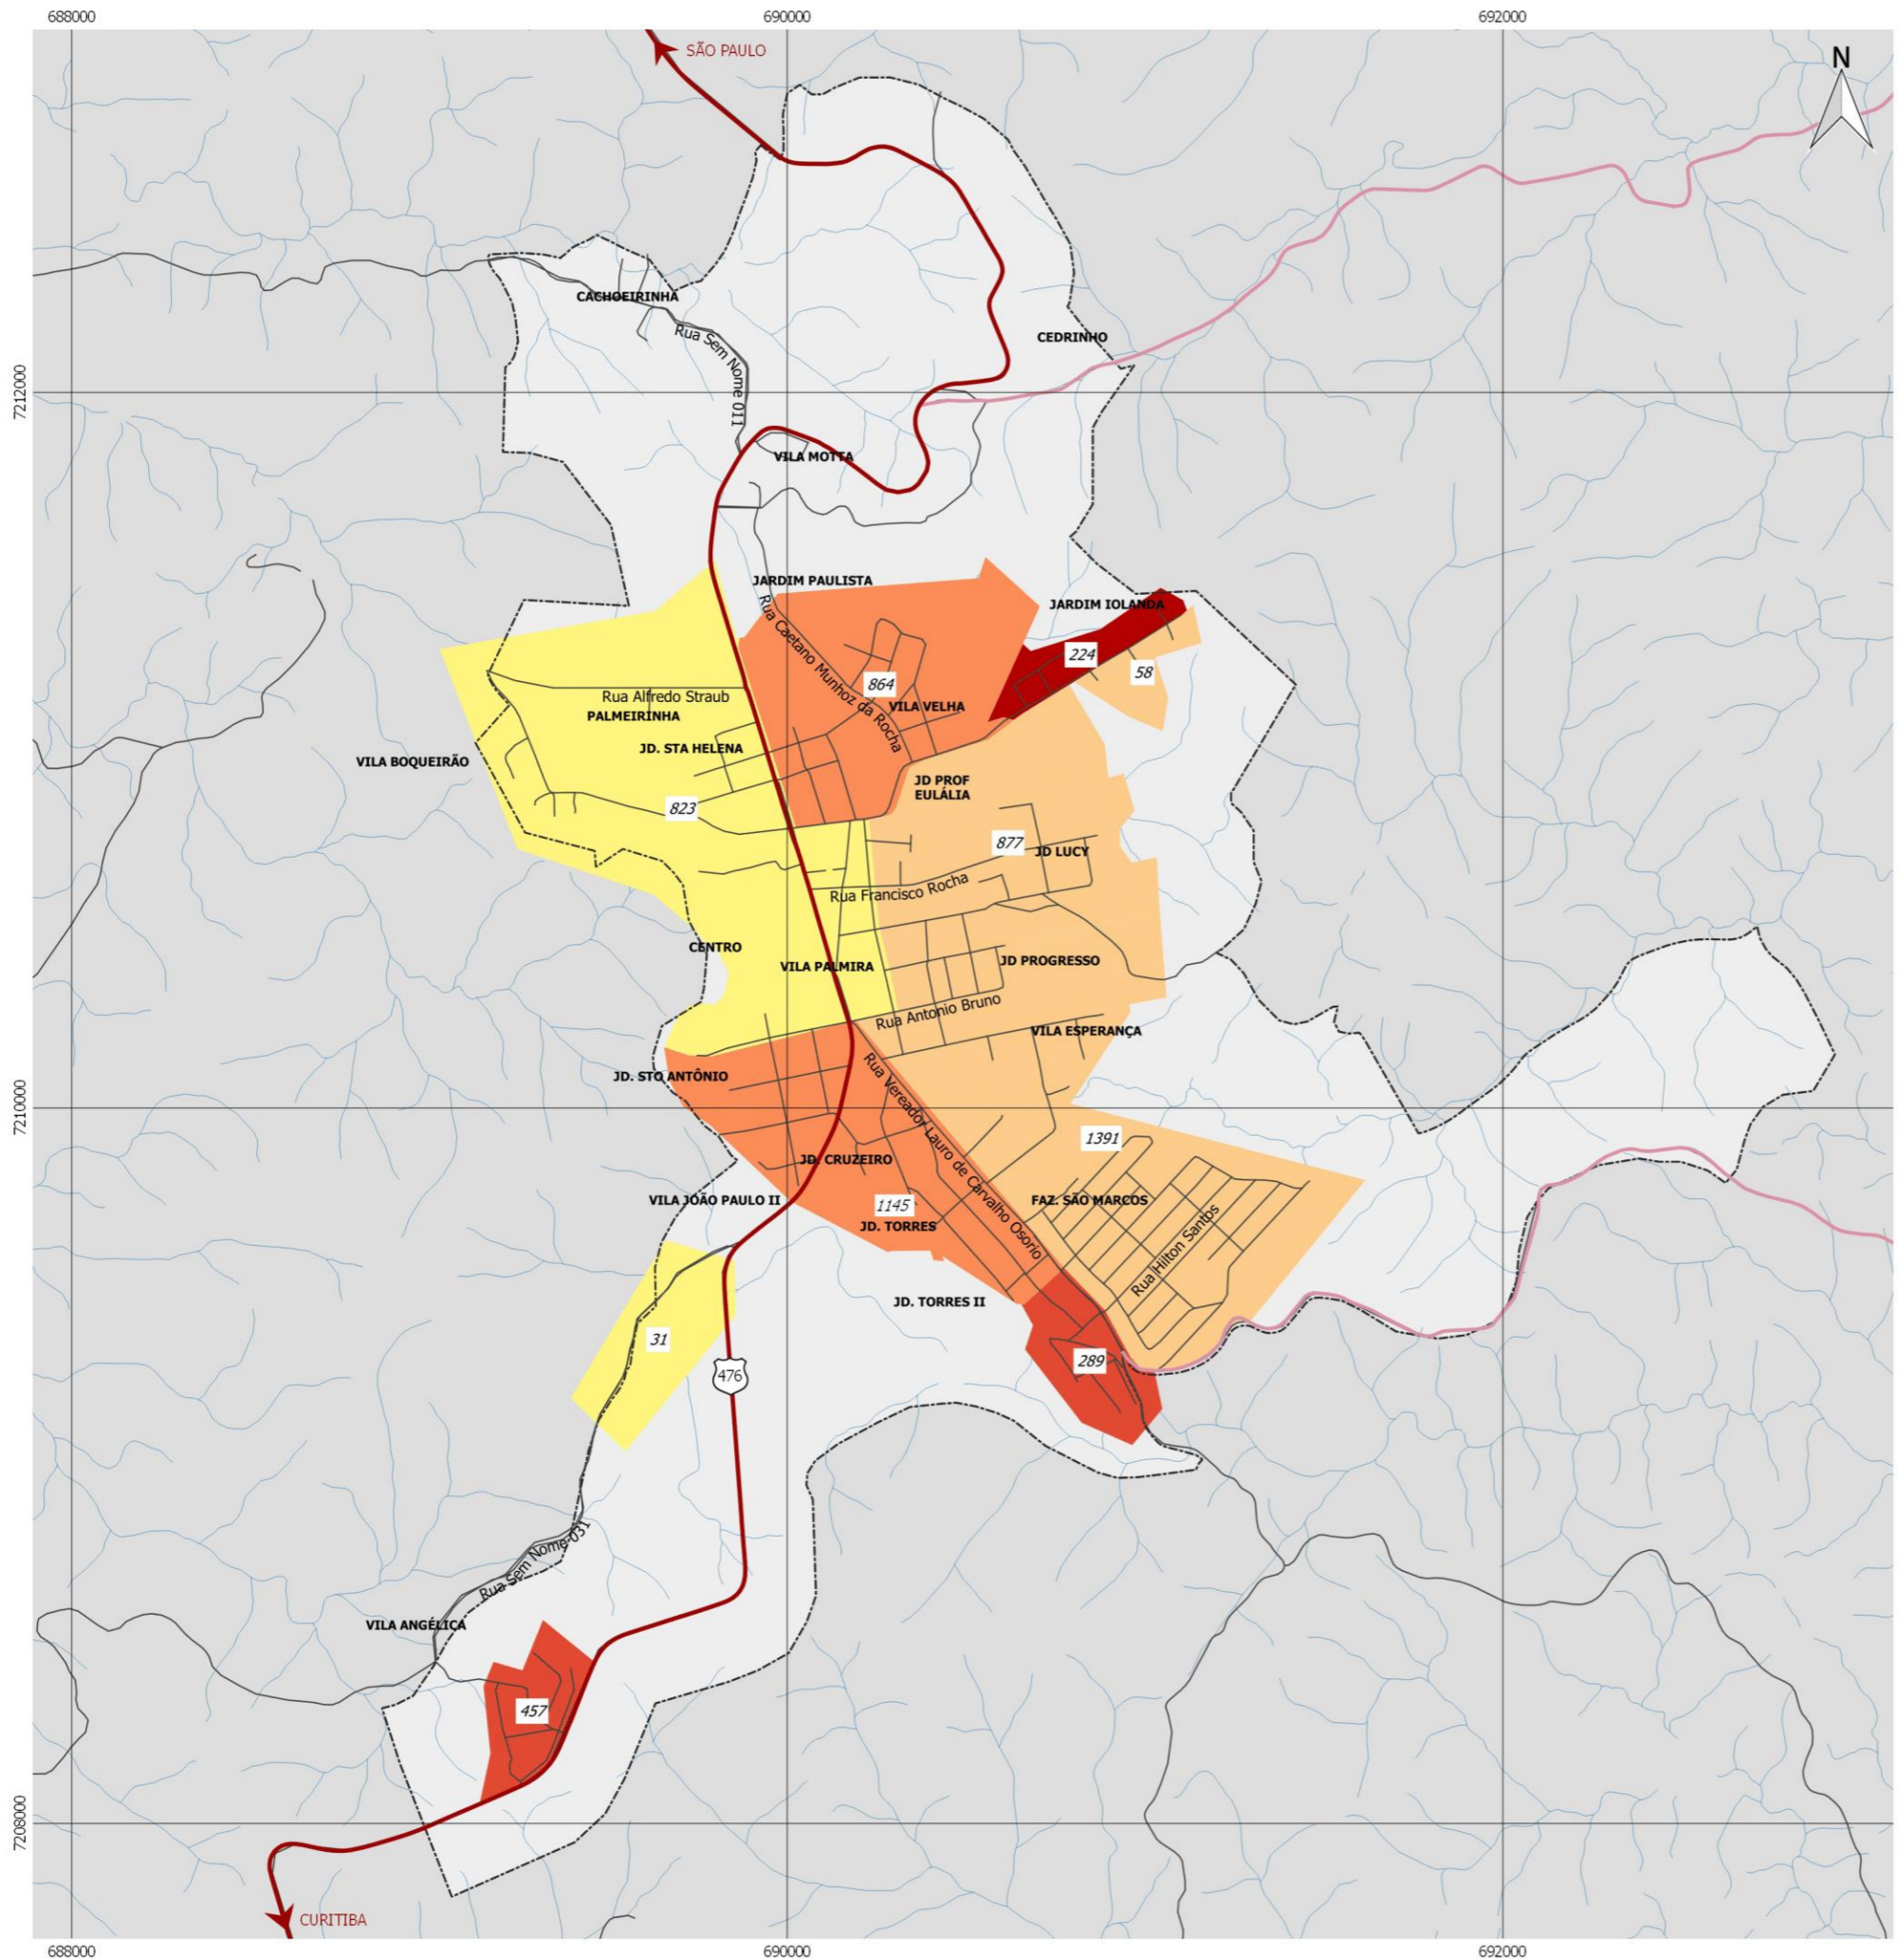 688000
690000
692000
SÃO PAULO
N
CACHOEIRINHA
Rua Sem Nome 011
CEDRINHO
7212000
VILA MOTTA
JARDIM PAULISTA
JARDIM IOLANDA
Rua Caetano Munhoz da Rocha
224
58
864
Rua Alfredo Straub
VILA VELHA
PALMEIRINHA
JD. STA HELENA
VILA BOQUEIRÃO
JD PROF
EULÁLIA
823
877
JD LUCY
Rua Francisco Rocha
CENTRO
VILA PALMIRA
JD PROGRESSO
Rua Antonio Bruno
VILA ESPERANÇA
JD. STO ANTÔNIO
7210000
Rua Vereador Lauro de Carvalho Osorio
1391
JD. CRUZEIRO
VILA JOÃO PAULO II
1145
FAZ. SÃO MARCOS
JD. TORRES
Rua Hilton Santos
JD. TORRES II
31
289
476
Rua Sem Nome 031
VILA ANGÉLICA
457
7208000
CURITIBA
688000
690000
692000